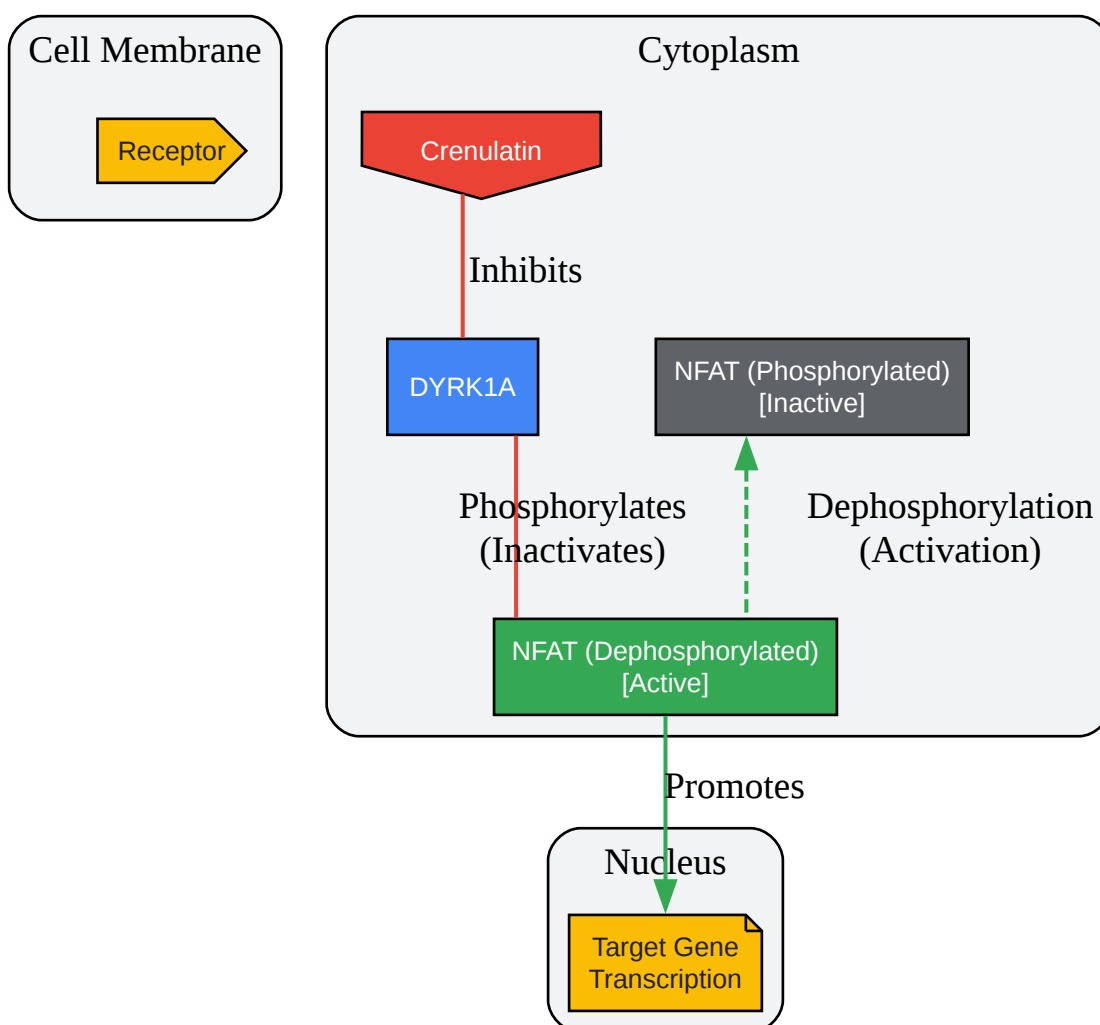 Cell Membrane
Receptor
Cytoplasm
Crenulatin
Inhibits
DYRK1A
NFAT (Phosphorylated)
[Inactive]
Phosphorylates
(Inactivates)
Dephosphorylation
(Activation)
NFAT (Dephosphorylated)
[Active]
Promotes
Nucleus
Target Gene
Transcription